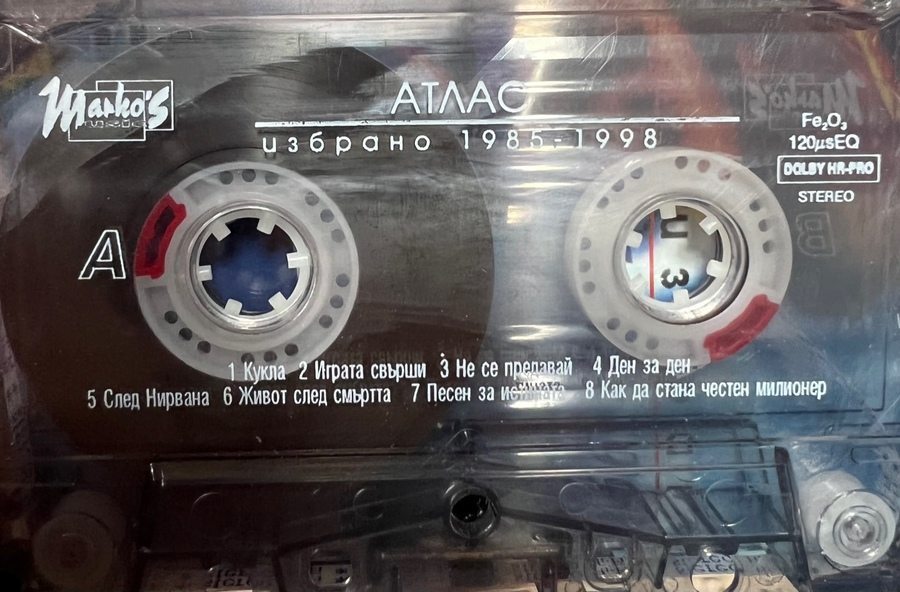 Marko's
MUSIC
АТЛАС
избрано 1985-1998
Fe₂O₃
120µsEQ
DOLBY HR-PRO
STEREO
A
B
1 Кукла 2 Играта свърши 3 Не се предавай 4 Ден за ден
5 След Нирвана 6 Живот след смъртта 7 Песен за истината 8 Как да стана честен милионер